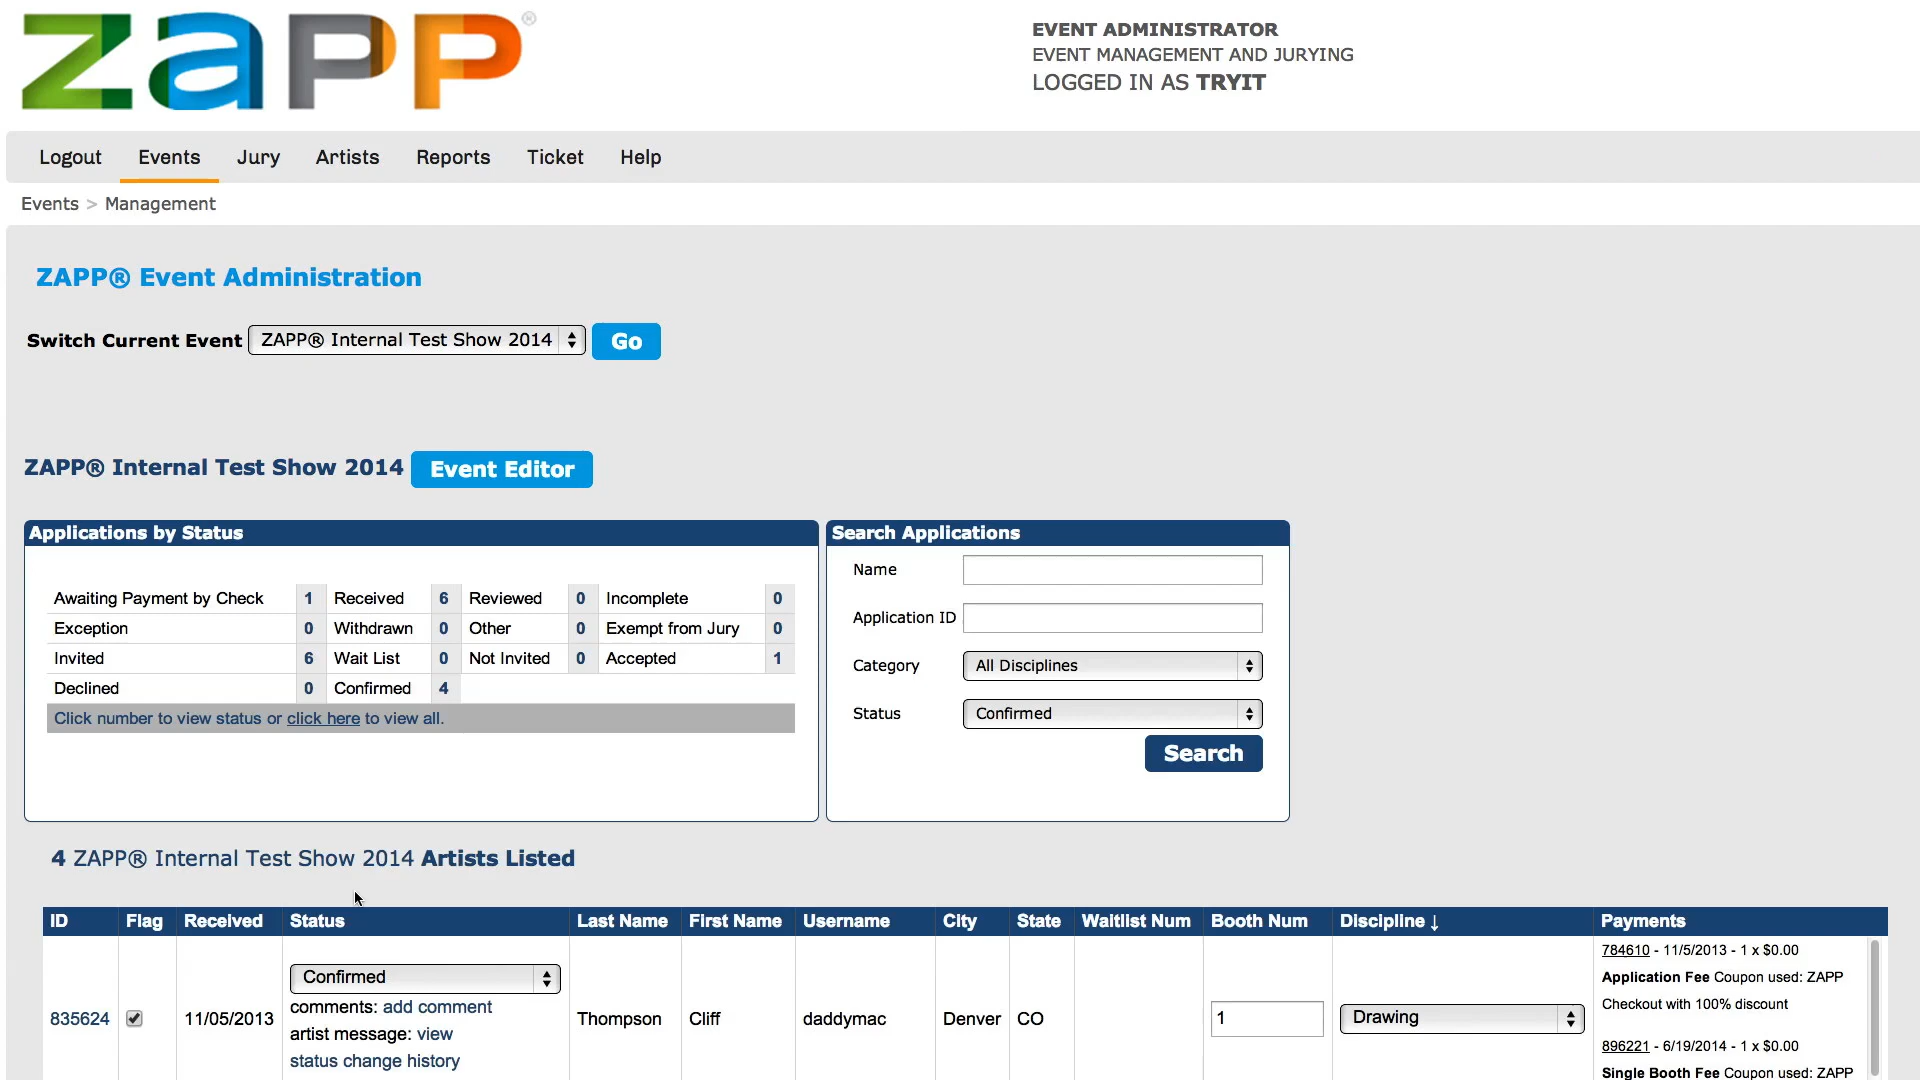 zapp®
EVENT ADMINISTRATOR
EVENT MANAGEMENT AND JURYING
LOGGED IN AS TRYIT
Logout Events Jury Artists Reports Ticket Help
Events > Management
ZAPP® Event Administration
Switch Current Event ZAPP® Internal Test Show 2014 Go
ZAPP® Internal Test Show 2014 Event Editor
Applications by Status
Awaiting Payment by Check 1 Received 6 Reviewed 0 Incomplete 0
Exception 0 Withdrawn 0 Other 0 Exempt from Jury 0
Invited 6 Wait List 0 Not Invited 0 Accepted 1
Declined 0 Confirmed 4
Click number to view status or click here to view all.
Search Applications
Name
Application ID
Category All Disciplines
Status Confirmed
Search
4 ZAPP® Internal Test Show 2014 Artists Listed
ID Flag Received Status Last Name First Name Username City State Waitlist Num Booth Num Discipline ↓ Payments
835624 11/05/2013 Confirmed
comments: add comment
artist message: view
status change history
Thompson Cliff daddymac Denver CO 1 Drawing
784610 - 11/5/2013 - 1 x $0.00
Application Fee Coupon used: ZAPP
Checkout with 100% discount
896221 - 6/19/2014 - 1 x $0.00
Single Booth Fee Coupon used: ZAPP